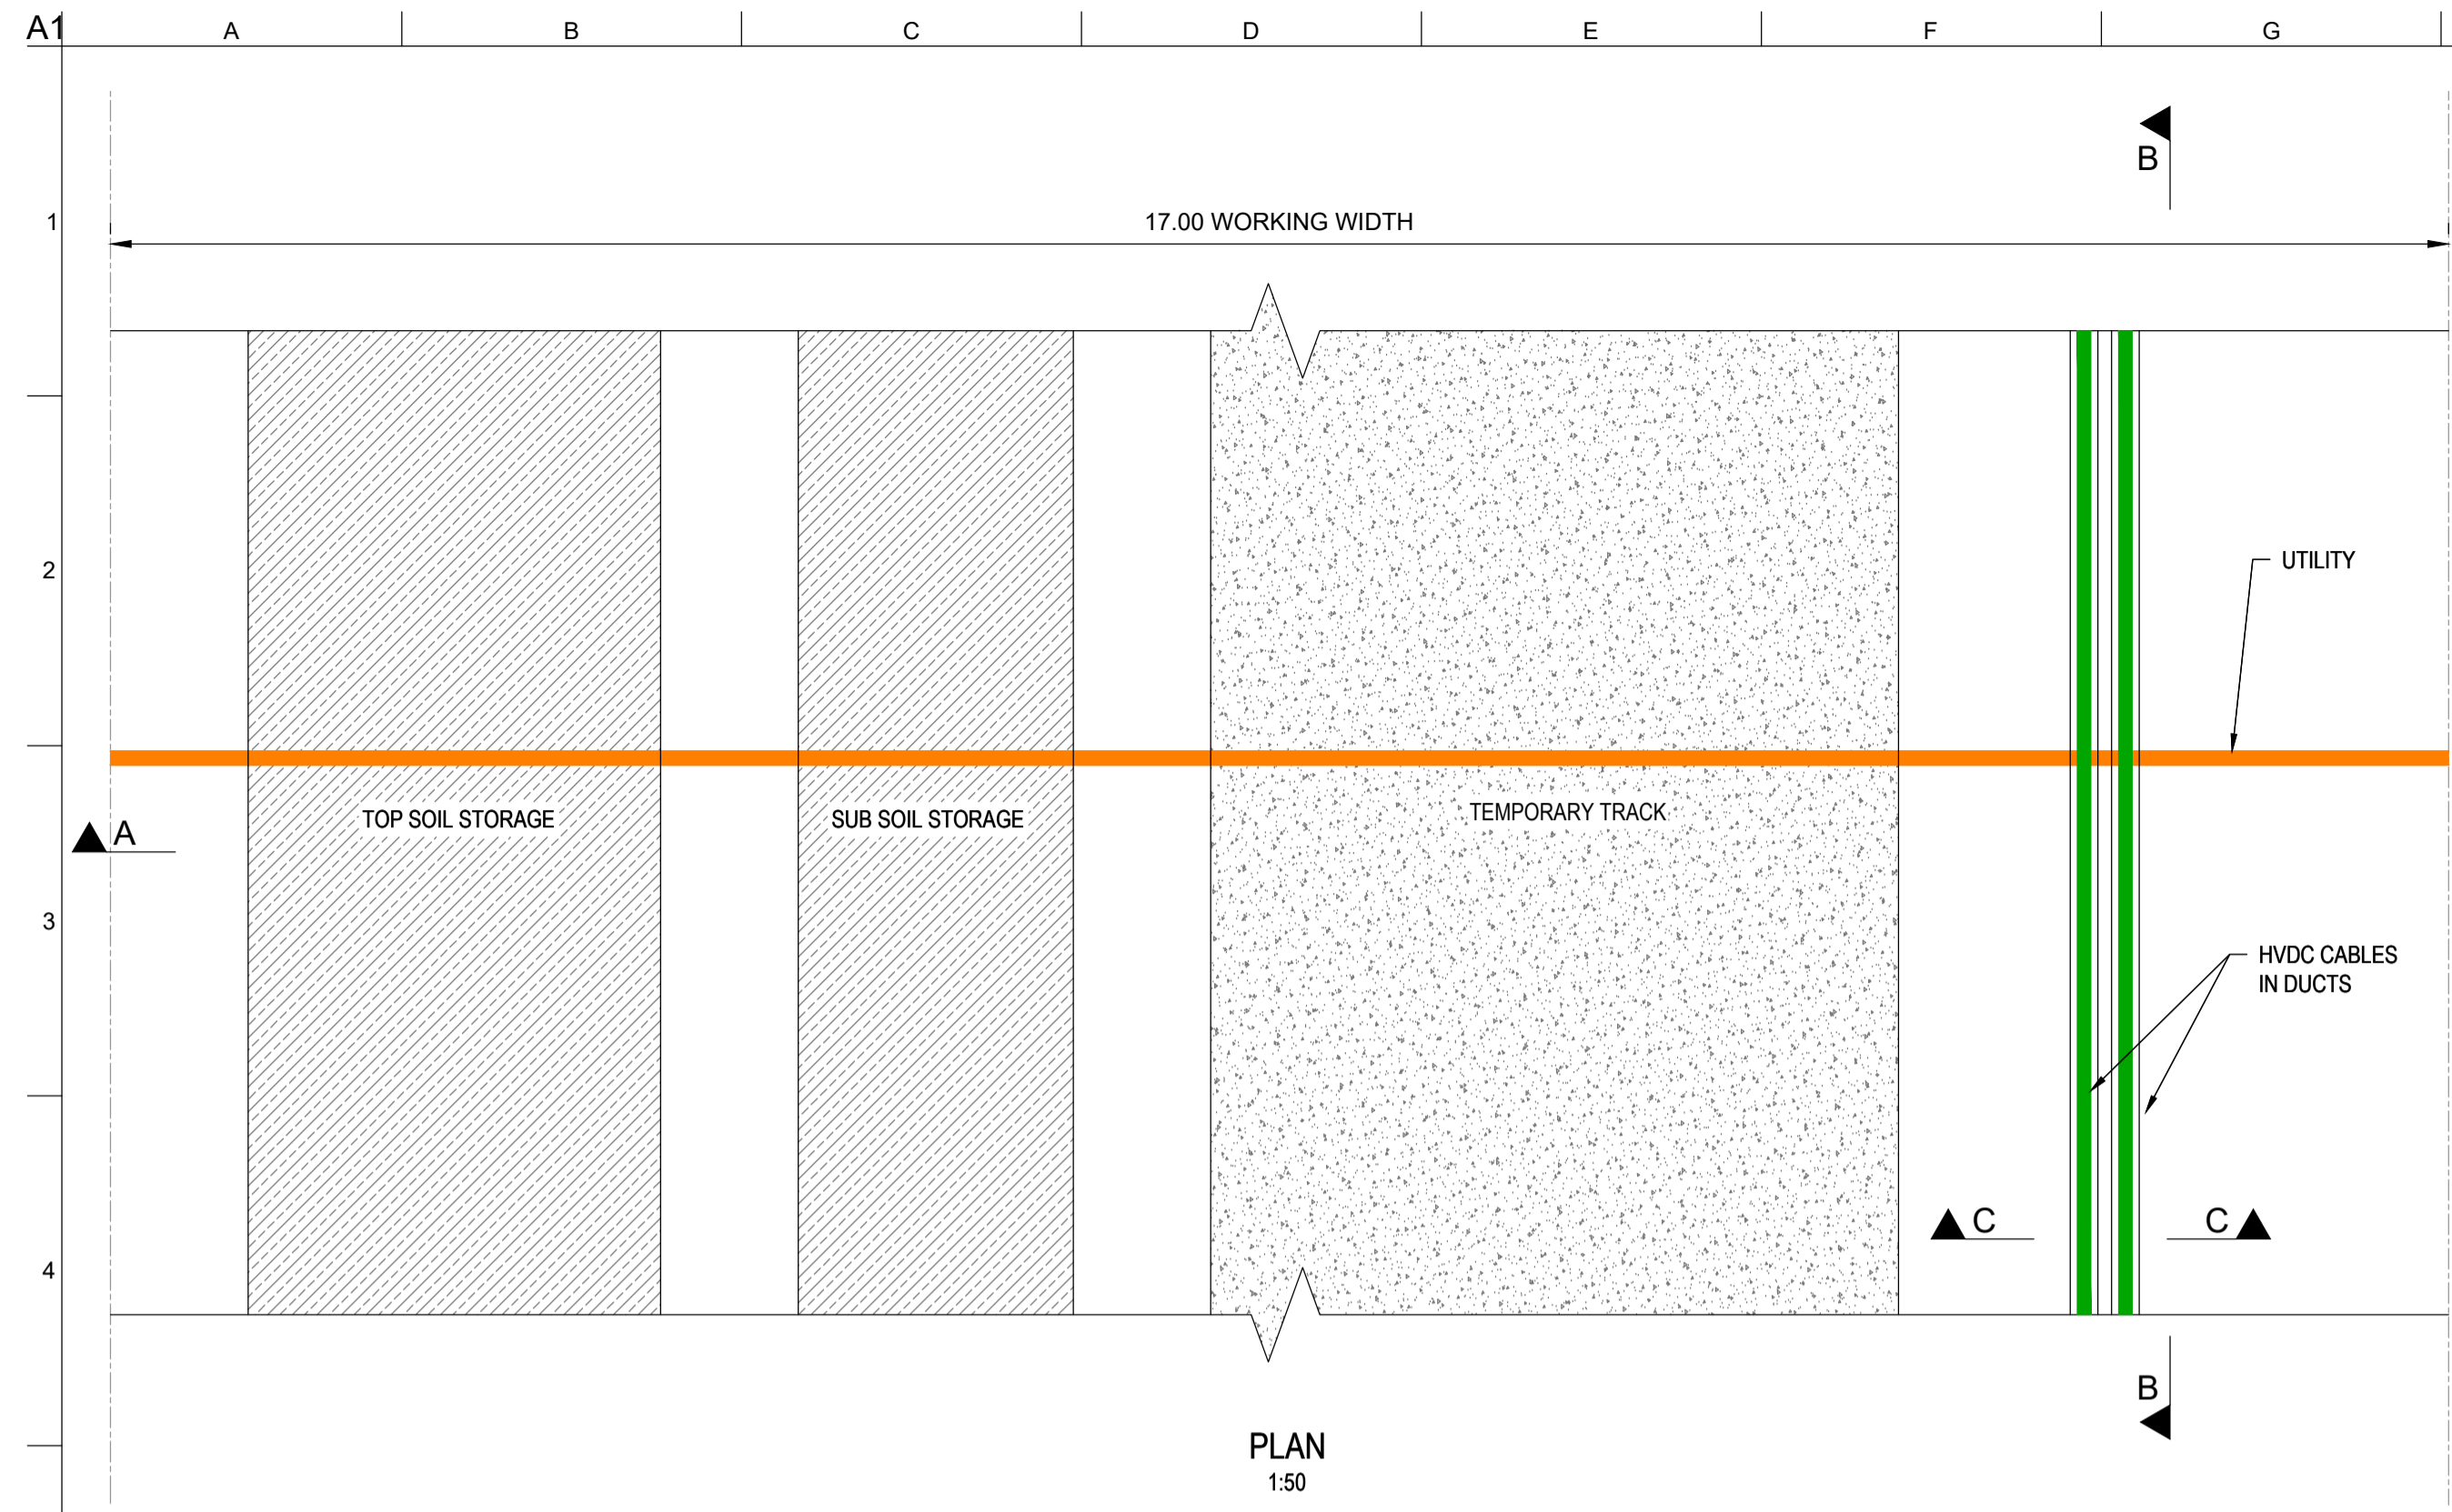 A1
A B C D E F G
B
1
17.00 WORKING WIDTH
2
UTILITY
TOP SOIL STORAGE
SUB SOIL STORAGE
TEMPORARY TRACK
A
3
HVDC CABLES
IN DUCTS
C
C
4
B
PLAN
1:50